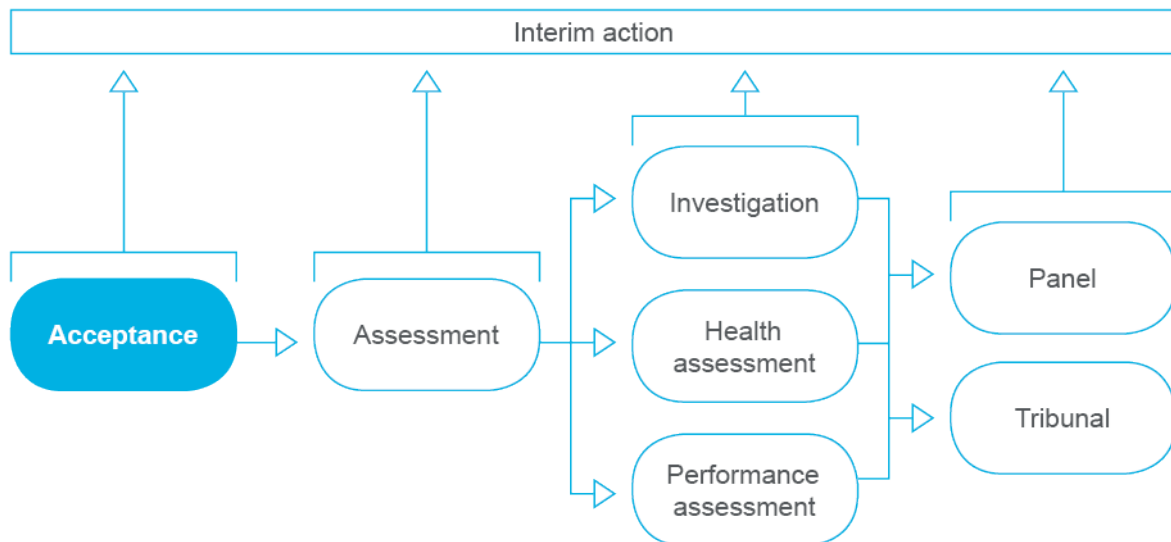 Interim action
Acceptance
Assessment
Investigation
Health
assessment
Performance
assessment
Panel
Tribunal